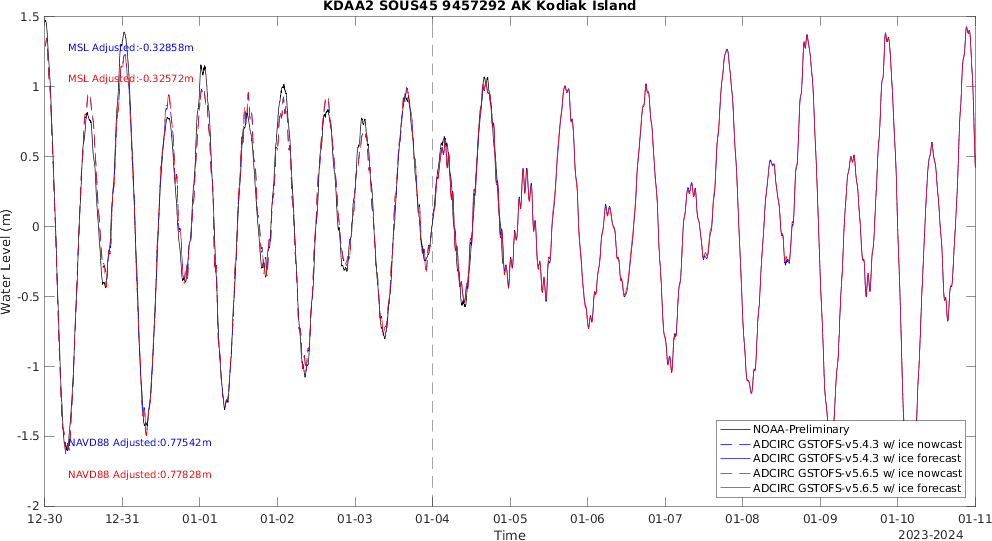 KDAA2 SOUS45 9457292 AK Kodiak Island
1.5
1
0.5
0
-0.5
-1
-1.5
-2
Water Level (m)
MSL Adjusted:-0.32858m
MSL Adjusted:-0.32572m
NAVD88 Adjusted:0.77542m
NAVD88 Adjusted:0.77828m
NOAA-Preliminary
ADCIRC GSTOFS-v5.4.3 w/ ice nowcast
ADCIRC GSTOFS-v5.4.3 w/ ice forecast
ADCIRC GSTOFS-v5.6.5 w/ ice nowcast
ADCIRC GSTOFS-v5.6.5 w/ ice forecast
12-30 12-31 01-01 01-02 01-03 01-04 01-05 01-06 01-07 01-08 01-09 01-10 01-11
Time
2023-2024